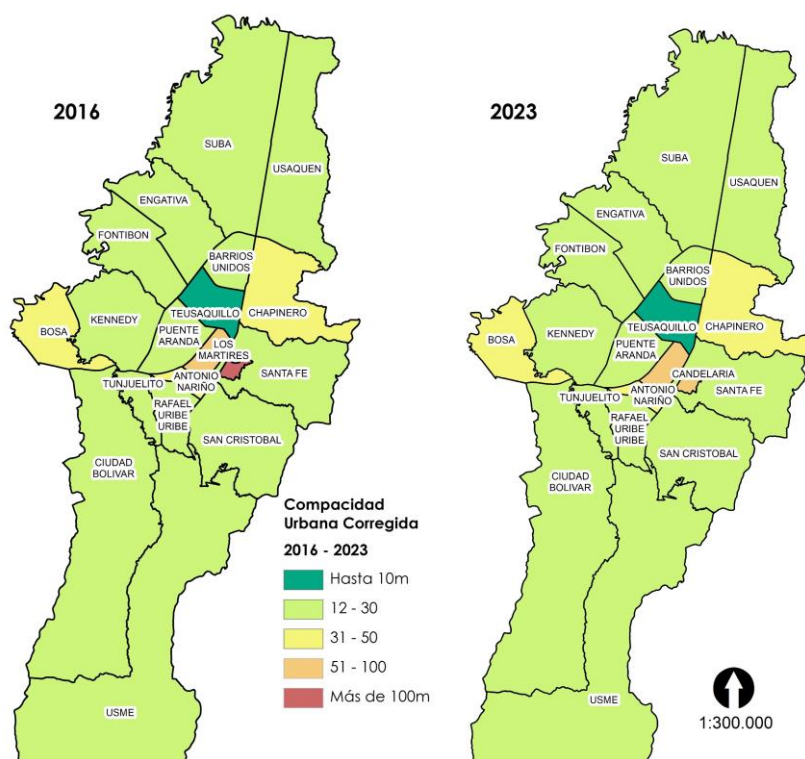 2016
SUBA
USAQUEN
ENGATIVA
FONTIBON
BARRIOS
UNIDOS
TEUSAQUILLO
CHAPINERO
BOSA
KENNEDY
PUENTE
ARANDA
LOS
MARTIRES
TUNJUELITO
ANTONIO
NARIÑO
SANTA FE
RAFAEL
URIBE
URIBE
SAN CRISTOBAL
CIUDAD
BOLIVAR
USME
Compacidad
Urbana Corregida
2016 - 2023
Hasta 10m
12 - 30
31 - 50
51 - 100
Más de 100m
2023
SUBA
USAQUEN
ENGATIVA
FONTIBON
BARRIOS
UNIDOS
TEUSAQUILLO
CHAPINERO
BOSA
KENNEDY
PUENTE
ARANDA
CANDELARIA
TUNJUELITO
ANTONIO
NARIÑO
SANTA FE
RAFAEL
URIBE
URIBE
SAN CRISTOBAL
CIUDAD
BOLIVAR
USME
1:300.000